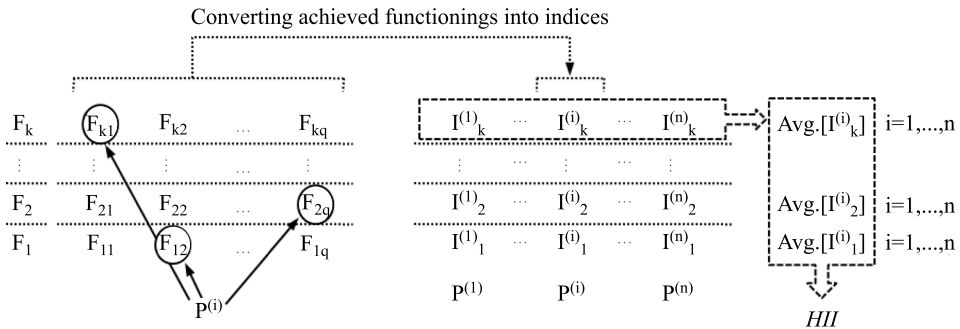 Converting achieved functionings into indices
F_k F_k1 F_k2 ... F_kq I^(1)_k ... I^(i)_k ... I^(n)_k Avg.[I^(i)_k] i=1,...,n
⋮ ⋮ ⋮ ... ⋮ ⋮ ⋮ ⋮
F_2 F_21 F_22 ... F_2q I^(1)_2 ... I^(i)_2 ... I^(n)_2 Avg.[I^(i)_2] i=1,...,n
F_1 F_11 F_12 ... F_1q I^(1)_1 ... I^(i)_1 ... I^(n)_1 Avg.[I^(i)_1] i=1,...,n
P^(i) P^(1) P^(i) P^(n)
HII